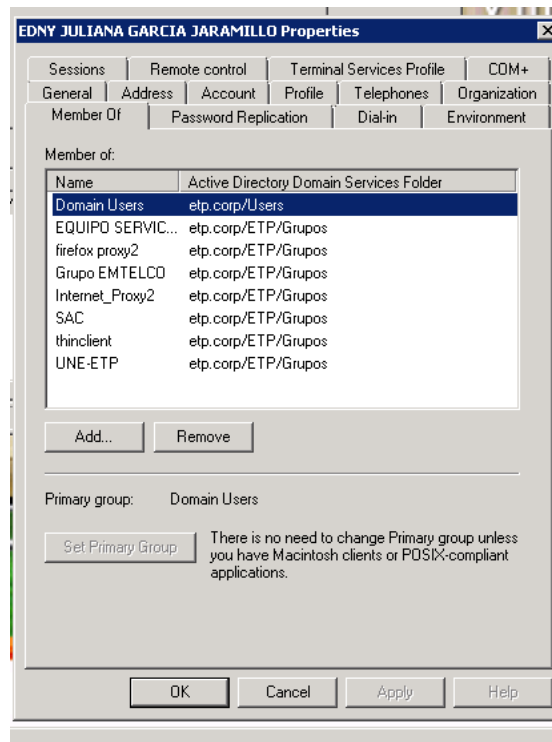 EDNY JULIANA GARCIA JARAMILLO Properties
Sessions Remote control Terminal Services Profile COM+
General Address Account Profile Telephones Organization
Member Of Password Replication Dial-in Environment
Member of:
Name Active Directory Domain Services Folder
Domain Users etp.corp/Users
EQUIPO SERVIC... etp.corp/ETP/Grupos
firefox proxy2 etp.corp/ETP/Grupos
Grupo EMTELCO etp.corp/ETP/Grupos
Internet_Proxy2 etp.corp/ETP/Grupos
SAC etp.corp/ETP/Grupos
thinclient etp.corp/ETP/Grupos
UNE-ETP etp.corp/ETP/Grupos
Add... Remove
Primary group: Domain Users
Set Primary Group
There is no need to change Primary group unless
you have Macintosh clients or POSIX-compliant
applications.
OK Cancel Apply Help